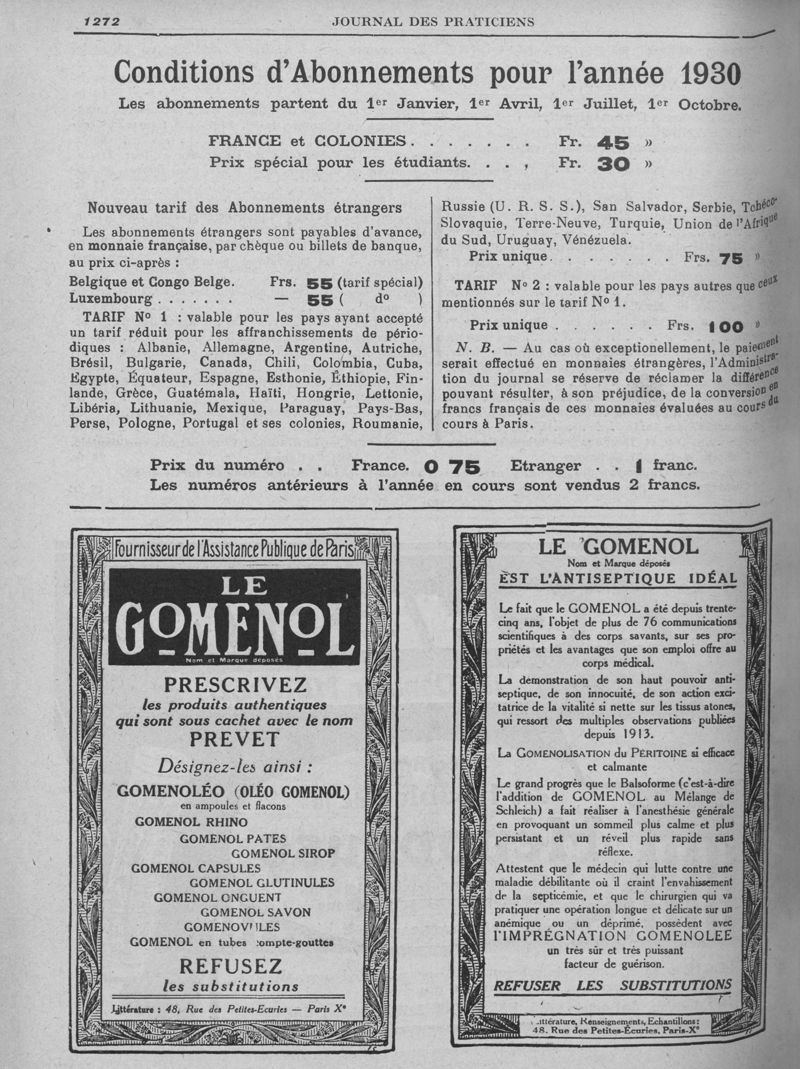 1272
JOURNAL DES PRATICIENS
Conditions d'Abonnements pour l'année 1930
Les abonnements partent du 1er Janvier, 1er Avril, 1er Juillet, 1er Octobre.
FRANCE et COLONIES. . . . . . . Fr. 45 »
Prix spécial pour les étudiants. . . , Fr. 30 »
Nouveau tarif des Abonnements étrangers
Les abonnements étrangers sont payables d'avance,
en monnaie française, par chèque ou billets de banque,
au prix ci-après :
Belgique et Congo Belge. Frs. 55 (tarif spécial)
Luxembourg . . . . . . . — 55 ( do )
TARIF No 1 : valable pour les pays ayant accepté
un tarif réduit pour les affranchissements de pério-
diques : Albanie, Allemagne, Argentine, Autriche,
Brésil, Bulgarie, Canada, Chili, Colombia, Cuba,
Egypte, Équateur, Espagne, Esthonie, Éthiopie, Fin-
lande, Grèce, Guatémala, Haïti, Hongrie, Lettonie,
Libéria, Lithuanie, Mexique, Paraguay, Pays-Bas,
Perse, Pologne, Portugal et ses colonies, Roumanie,
Russie (U. R. S. S.), San Salvador, Serbie, Tchéco-
Slovaquie, Terre-Neuve, Turquie, Union de l'Afrique
du Sud, Uruguay, Vénézuela.
Prix unique. . . . . . . . Frs. 75 »
TARIF No 2 : valable pour les pays autres que ceux
mentionnés sur le tarif No 1.
Prix unique . . . . . . Frs. 100 »
N. B. — Au cas où exceptionellement, le paiement
serait effectué en monnaies étrangères, l'Administra-
tion du journal se réserve de réclamer la différence
pouvant résulter, à son préjudice, de la conversion en
francs français de ces monnaies évaluées au cours du
cours à Paris.
Prix du numéro . . France. 0 75 Etranger . . 1 franc.
Les numéros antérieurs à l'année en cours sont vendus 2 francs.
Fournisseur de l'Assistance Publique de Paris
LE
GOMENOL
Nom et Marque déposés
PRESCRIVEZ
les produits authentiques
qui sont sous cachet avec le nom
PREVET
Désignez-les ainsi :
GOMENOLÉO (OLÉO GOMENOL)
en ampoules et flacons
GOMENOL RHINO
GOMENOL PATES
GOMENOL SIROP
GOMENOL CAPSULES
GOMENOL GLUTINULES
GOMENOL ONGUENT
GOMENOL SAVON
GOMENOVULES
GOMENOL en tubes compte-gouttes
REFUSEZ
les substitutions
Littérature : 48, Rue des Petites-Ecuries — Paris Xe
LE GOMENOL
Nom et Marque déposés
EST L'ANTISEPTIQUE IDÉAL
Le fait que le GOMENOL a été depuis trente-
cinq ans, l'objet de plus de 76 communications
scientifiques à des corps savants, sur ses pro-
priétés et les avantages que son emploi offre au
corps médical.
La démonstration de son haut pouvoir anti-
septique, de son innocuité, de son action exci-
tatrice de la vitalité si nette sur les tissus atones,
qui ressort des multiples observations publiées
depuis 1913.
La GOMENOLISATION du PÉRITOINE si efficace
et calmante
Le grand progrès que le Balsoforme (c'est-à-dire
l'addition de GOMENOL au Mélange de
Schleich) a fait réaliser à l'anesthésie générale
en provoquant un sommeil plus calme et plus
persistant et un réveil plus rapide sans
réflexe.
Attestent que le médecin qui lutte contre une
maladie débilitante où il craint l'envahissement
de la septicémie, et que le chirurgien qui va
pratiquer une opération longue et délicate sur un
anémique ou un déprimé, possèdent avec
l'IMPRÉGNATION GOMENOLEE
un très sûr et très puissant
facteur de guérison.
REFUSER LES SUBSTITUTIONS
Littérature, Renseignements, Echantillons :
48, Rue des Petites-Ecuries, Paris-Xe